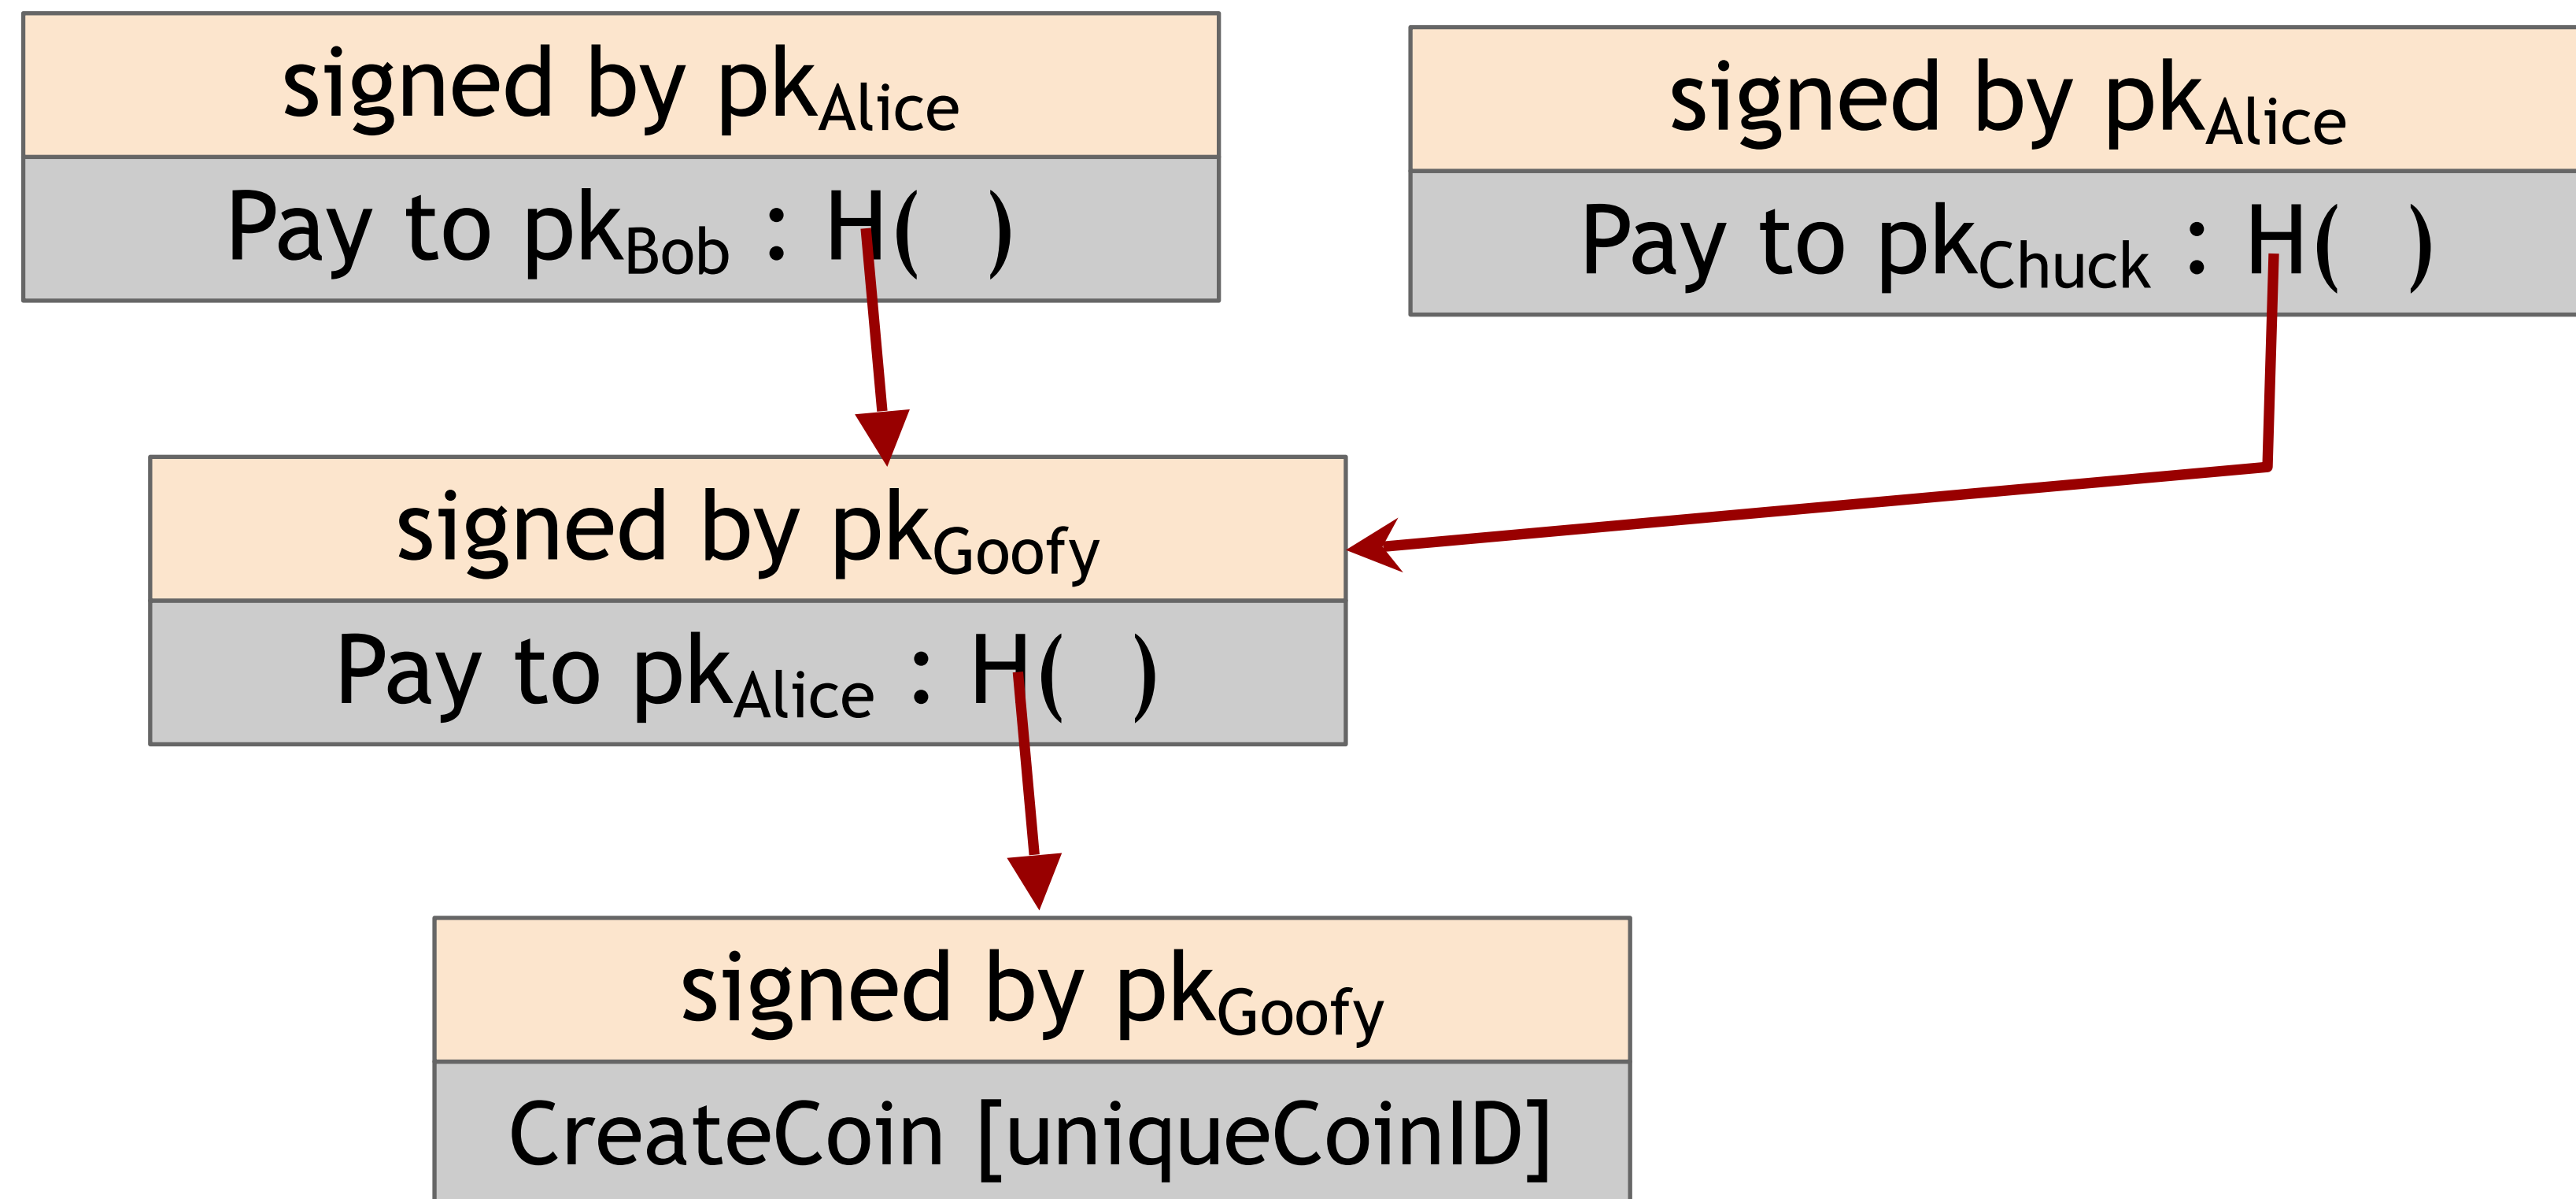 signed by pkAlice
Pay to pkBob : H( )
signed by pkAlice
Pay to pkChuck : H( )
signed by pkGoofy
Pay to pkAlice : H( )
signed by pkGoofy
CreateCoin [uniqueCoinID]